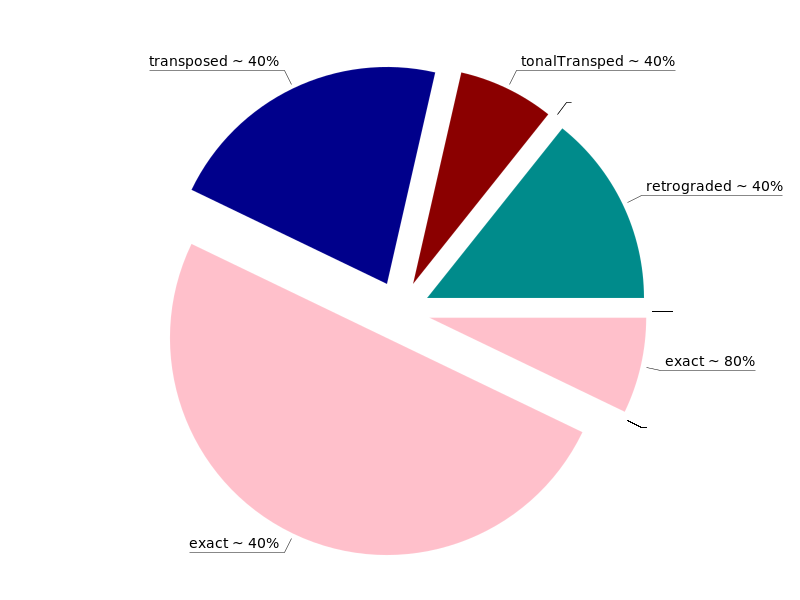 transposed ~ 40%
tonalTransped ~ 40%
retrograded ~ 40%
exact ~ 80%
exact ~ 40%